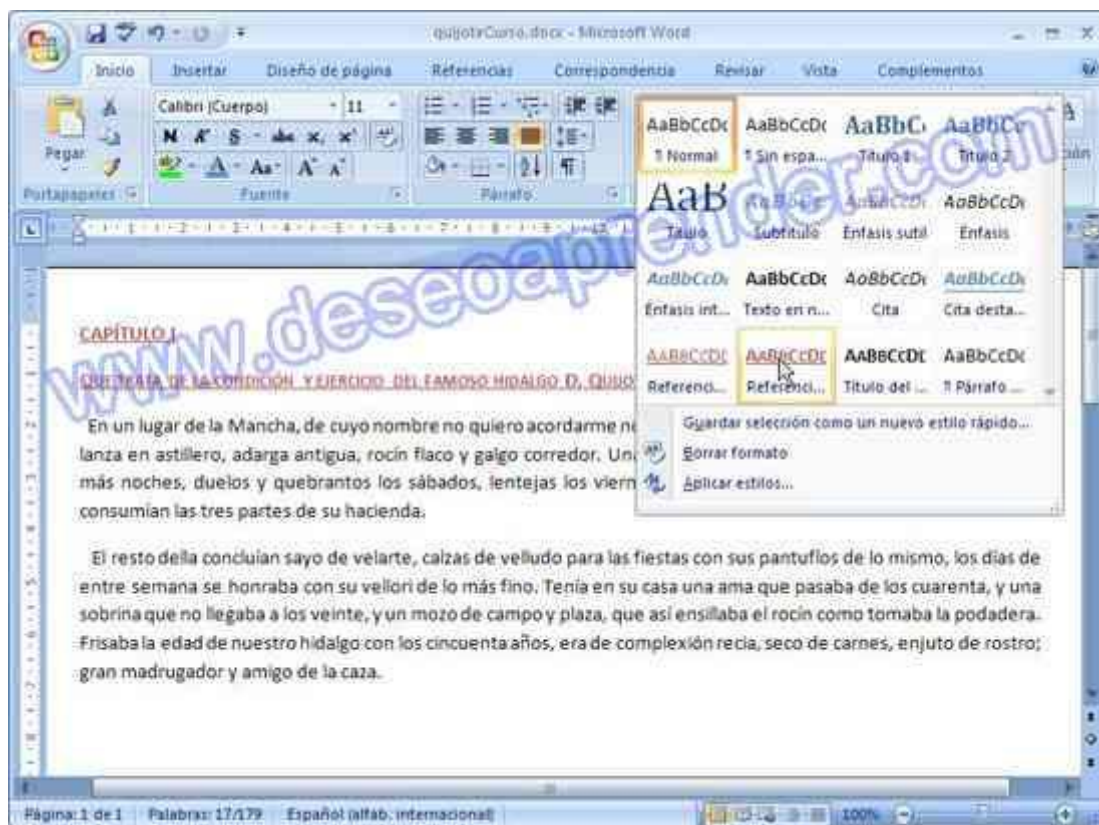 quijoteCurso.docx - Microsoft Word
Inicio Insertar Diseño de página Referencias Correspondencia Revisar Vista Complementos
Pegar
Calibri (Cuerpo) 11
N K S abc x, x'
Aa A A
Portapapeles Fuente Párrafo
AaBbCcDc AaBbCcDc AaBbC AaBbCc
¶ Normal ¶ Sin espa... Título 1 Título 2
AaB AaBbCcDc AaBbCcDc AaBbCcDc
Título Subtítulo Énfasis sutil Énfasis
AaBbCcDc AaBbCcDc AaBbCcDc AaBbCcDc
Énfasis int... Texto en n... Cita Cita desta...
AABBCCDD AABBCCDD AABBCCDD AaBbCcDc
Referenci... Referenci... Título del ... ¶ Párrafo ...
Guardar selección como un nuevo estilo rápido...
Borrar formato
Aplicar estilos...
www.deseoaprender.com
CAPÍTULO I
QUE TRATA DE LA CONDICIÓN Y EJERCICIO DEL FAMOSO HIDALGO D. QUIJO
En un lugar de la Mancha, de cuyo nombre no quiero acordarme
lanza en astillero, adarga antigua, rocín flaco y galgo corredor. Un
más noches, duelos y quebrantos los sábados, lentejas los viern
consumían las tres partes de su hacienda.
El resto della concluían sayo de velarte, calzas de velludo para las fiestas con sus pantuflos de lo mismo, los días de
entre semana se honraba con su vellori de lo más fino. Tenía en su casa una ama que pasaba de los cuarenta, y una
sobrina que no llegaba a los veinte, y un mozo de campo y plaza, que así ensillaba el rocín como tomaba la podadera.
Frisaba la edad de nuestro hidalgo con los cincuenta años, era de complexión recia, seco de carnes, enjuto de rostro;
gran madrugador y amigo de la caza.
Página: 1 de 1 Palabras: 17/179 Español (alfab. internacional) 100%